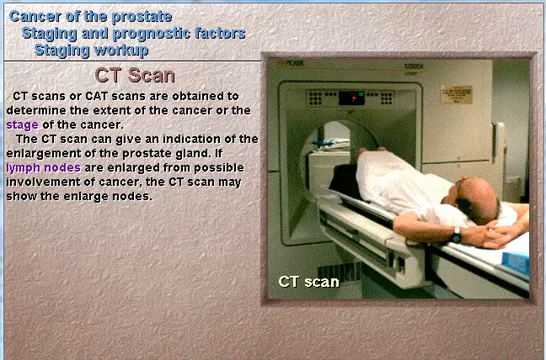 Cancer of the prostate
Staging and prognostic factors
Staging workup
CT Scan
CT scans or CAT scans are obtained to
determine the extent of the cancer or the
stage of the cancer.
The CT scan can give an indication of the
enlargement of the prostate gland. If
lymph nodes are enlarged from possible
involvement of cancer, the CT scan may
show the enlarge nodes.
PICKER
CT scan